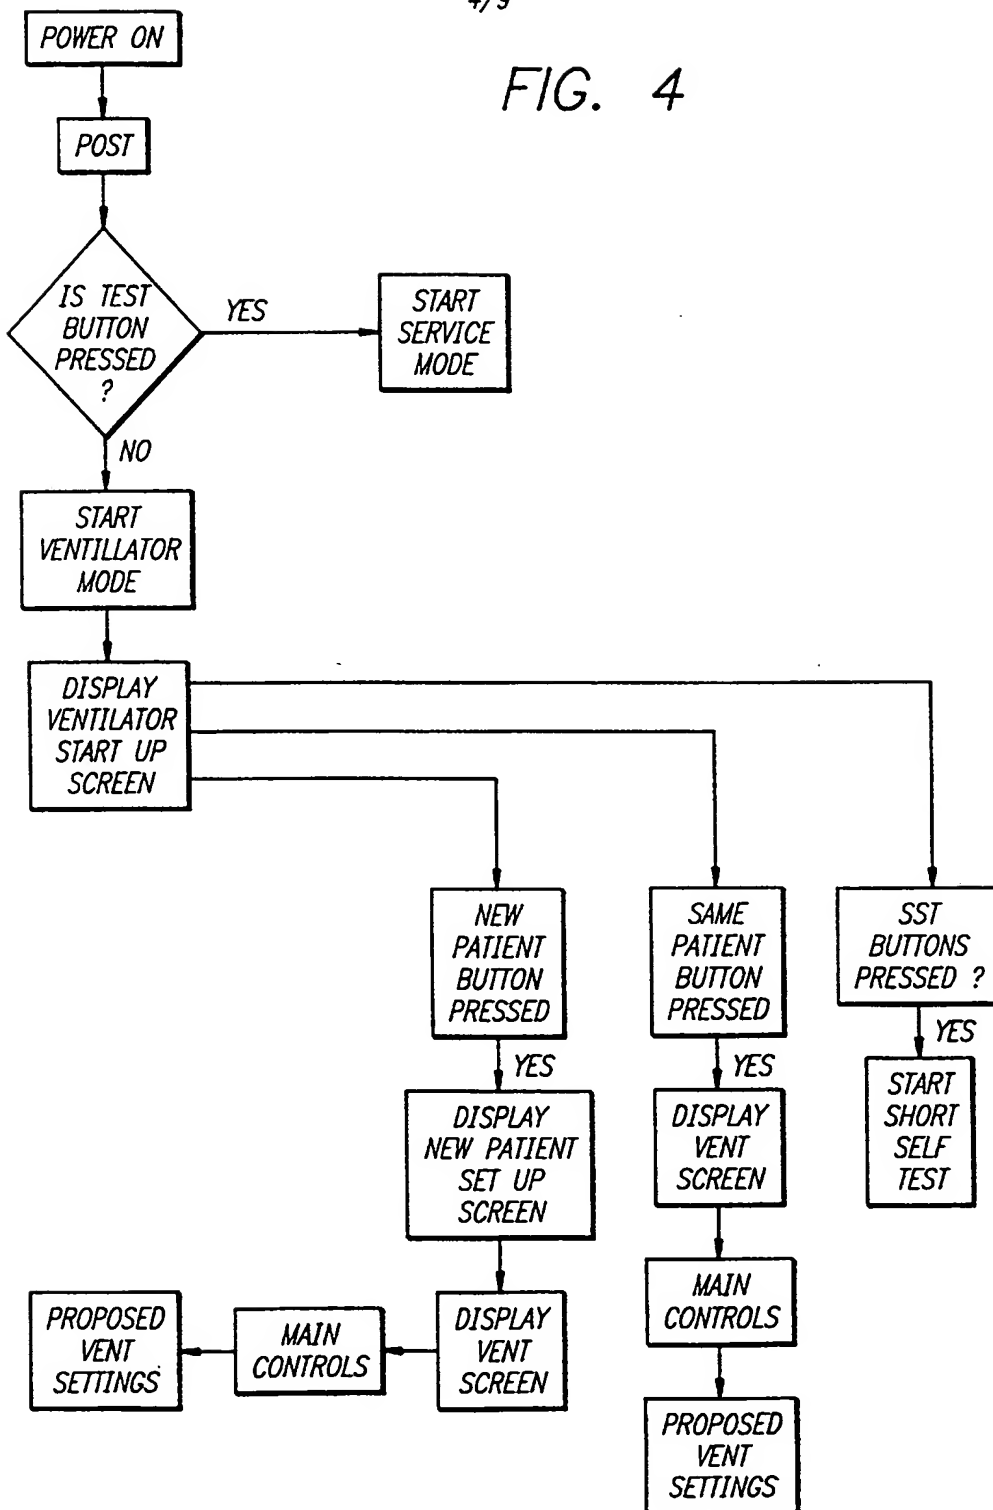 4/9
FIG. 4
POWER ON
POST
IS TEST
BUTTON
PRESSED
?
YES
START
SERVICE
MODE
NO
START
VENTILLATOR
MODE
DISPLAY
VENTILATOR
START UP
SCREEN
NEW
PATIENT
BUTTON
PRESSED
SAME
PATIENT
BUTTON
PRESSED
SST
BUTTONS
PRESSED ?
YES
YES
YES
DISPLAY
NEW PATIENT
SET UP
SCREEN
DISPLAY
VENT
SCREEN
START
SHORT
SELF
TEST
PROPOSED
VENT
SETTINGS
MAIN
CONTROLS
DISPLAY
VENT
SCREEN
MAIN
CONTROLS
PROPOSED
VENT
SETTINGS